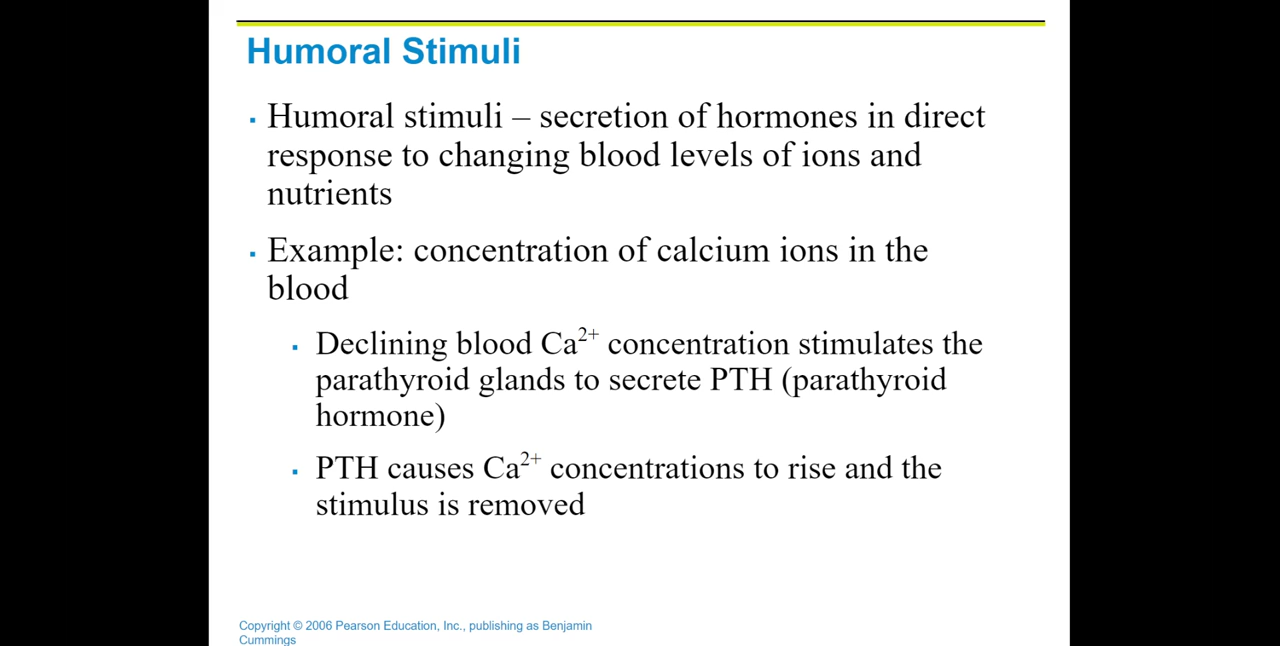 Humoral Stimuli
▪ Humoral stimuli – secretion of hormones in direct
response to changing blood levels of ions and
nutrients
▪ Example: concentration of calcium ions in the
blood
▪ Declining blood Ca²⁺ concentration stimulates the
parathyroid glands to secrete PTH (parathyroid
hormone)
▪ PTH causes Ca²⁺ concentrations to rise and the
stimulus is removed
Copyright © 2006 Pearson Education, Inc., publishing as Benjamin
Cummings